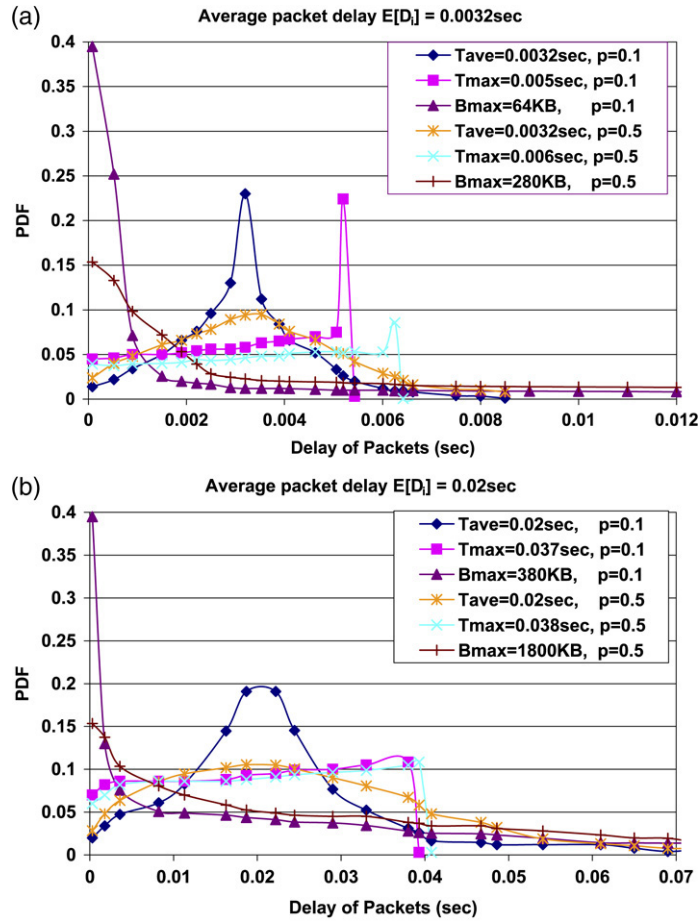 (a)
Average packet delay E[Dᵢ] = 0.0032sec
0.4
0.35
0.3
0.25
0.2
0.15
0.1
0.05
0
PDF
Tave=0.0032sec, p=0.1
Tmax=0.005sec, p=0.1
Bmax=64KB, p=0.1
Tave=0.0032sec, p=0.5
Tmax=0.006sec, p=0.5
Bmax=280KB, p=0.5
0 0.002 0.004 0.006 0.008 0.01 0.012
Delay of Packets (sec)
(b)
Average packet delay E[Dᵢ] = 0.02sec
0.4
0.35
0.3
0.25
0.2
0.15
0.1
0.05
0
PDF
Tave=0.02sec, p=0.1
Tmax=0.037sec, p=0.1
Bmax=380KB, p=0.1
Tave=0.02sec, p=0.5
Tmax=0.038sec, p=0.5
Bmax=1800KB, p=0.5
0 0.01 0.02 0.03 0.04 0.05 0.06 0.07
Delay of Packets (sec)